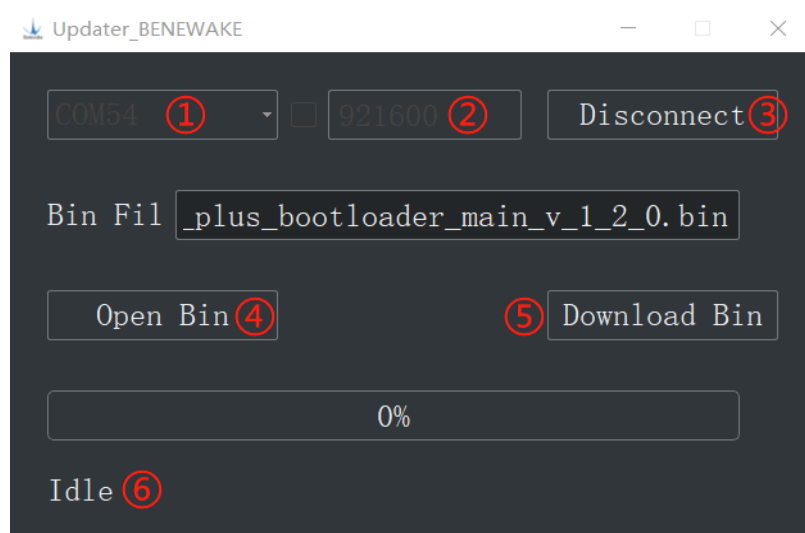 Updater_BENEWAKE
COM54 ① 921600 ② Disconnect ③
Bin Fil _plus_bootloader_main_v_1_2_0.bin
Open Bin ④ ⑤ Download Bin
0%
Idle ⑥